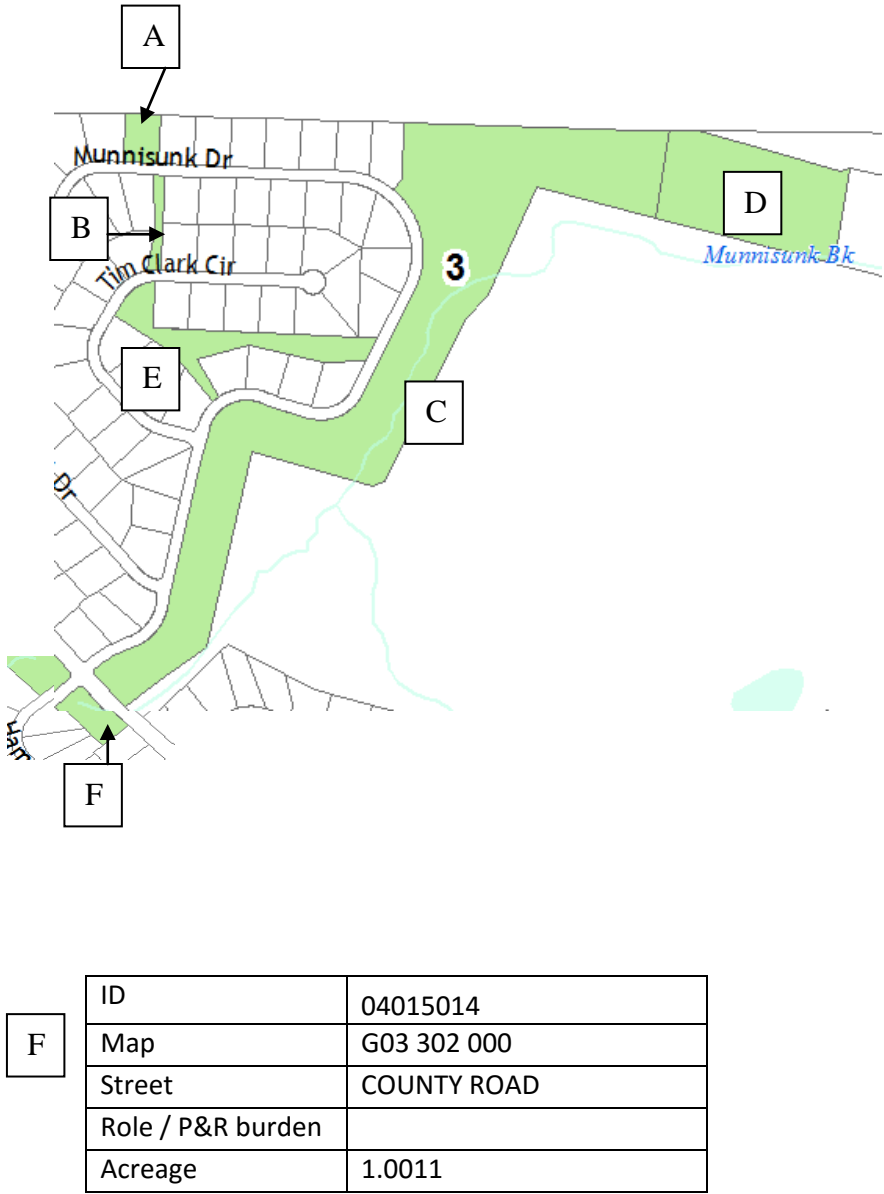 A
Munnisunk Dr
B
D
Tim Clark Cir
3
Munnisunk Bk
E
C
Dr
Ham
F
F
ID 04015014
Map G03 302 000
Street COUNTY ROAD
Role / P&R burden
Acreage 1.0011